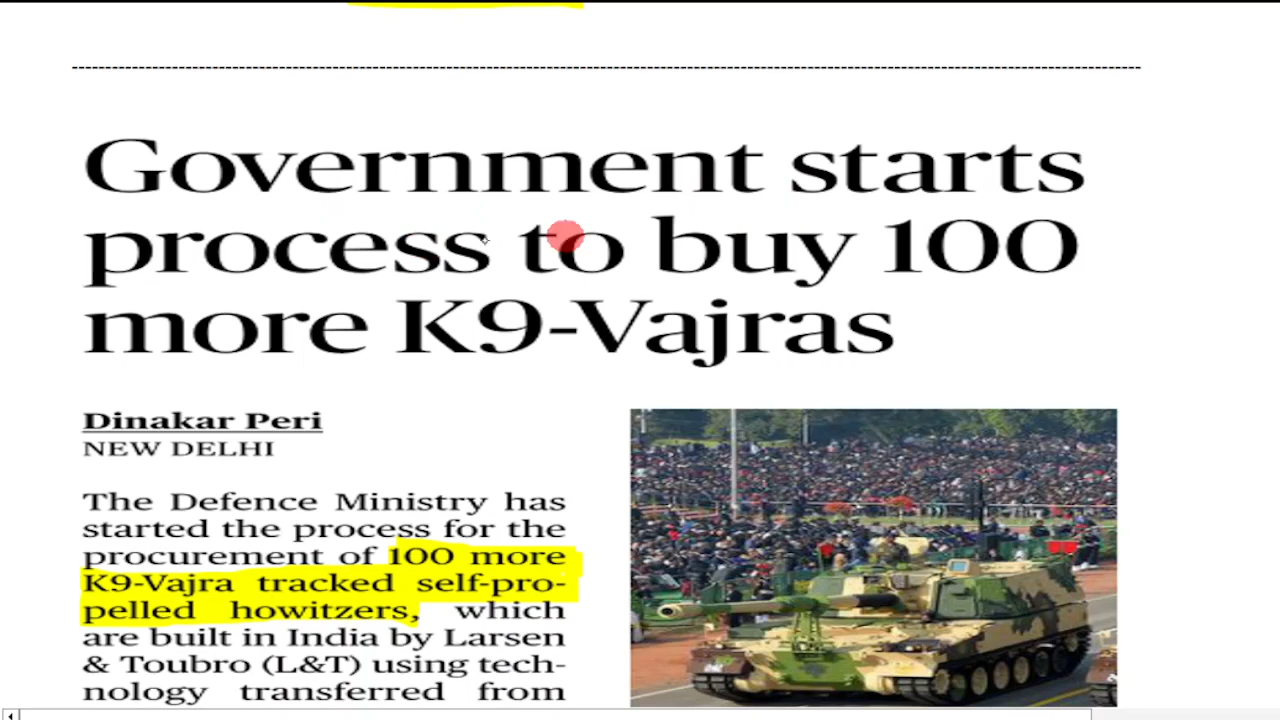 Government starts
process to buy 100
more K9-Vajras
Dinakar Peri
NEW DELHI
The Defence Ministry has
started the process for the
procurement of 100 more
K9-Vajra tracked self-pro-
pelled howitzers, which
are built in India by Larsen
& Toubro (L&T) using tech-
nology transferred from